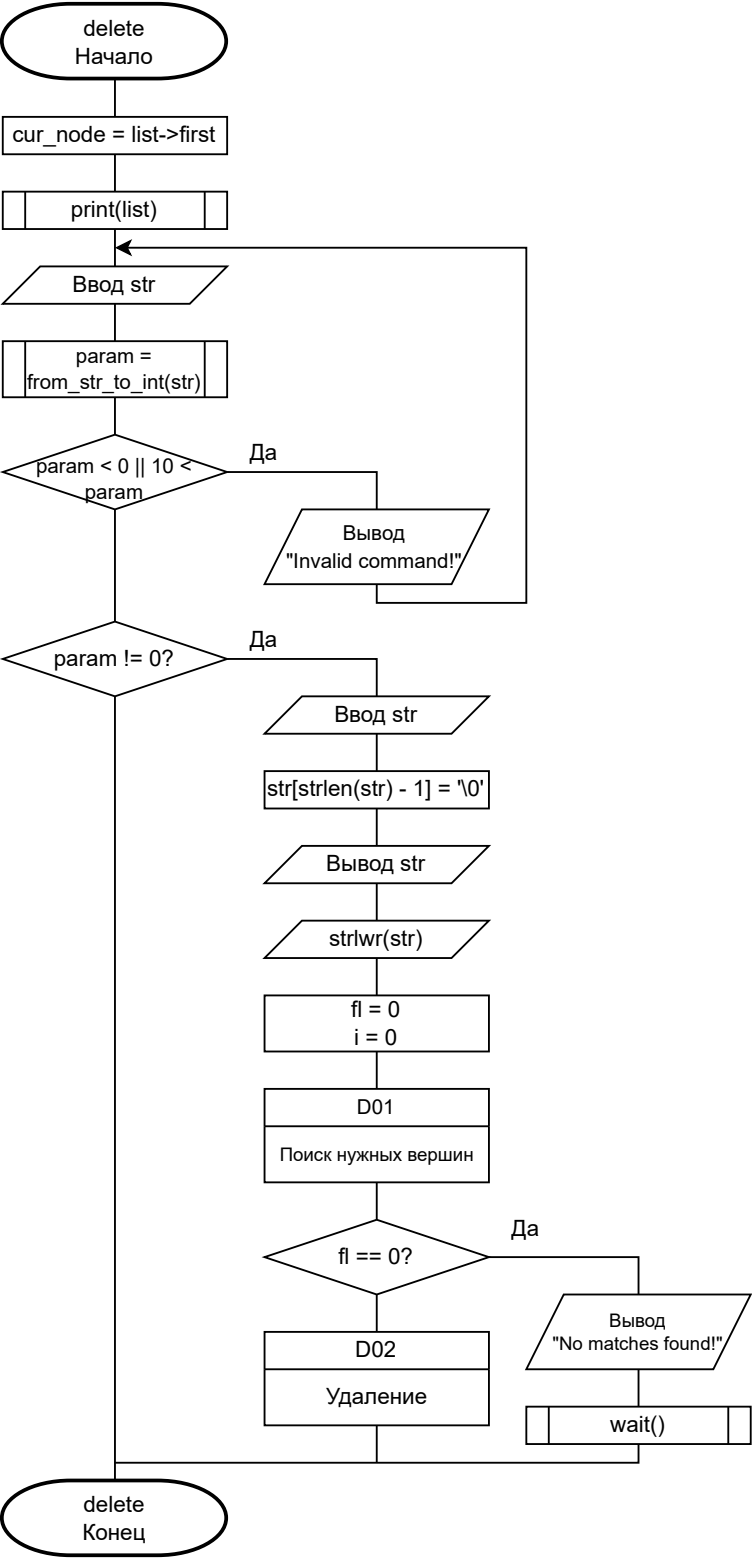 delete
Начало
cur_node = list->first
print(list)
Ввод str
param =
from_str_to_int(str)
param < 0 || 10 <
param
Да
Вывод
"Invalid command!"
param != 0?
Да
Ввод str
str[strlen(str) - 1] = '\0'
Вывод str
strlwr(str)
fl = 0
i = 0
D01
Поиск нужных вершин
fl == 0?
Да
Вывод
"No matches found!"
D02
Удаление
wait()
delete
Конец